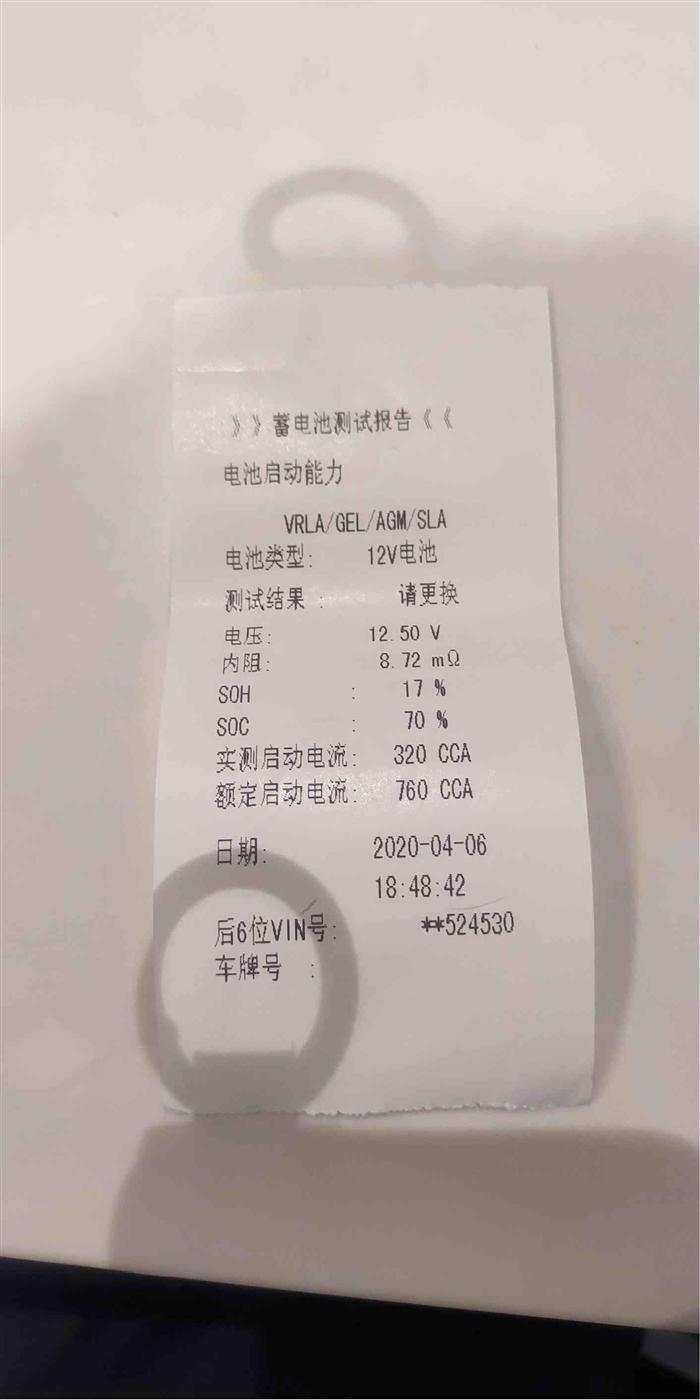 》》蓄电池测试报告《《
电池启动能力
VRLA/GEL/AGM/SLA
电池类型: 12V电池
测试结果 : 请更换
电压: 12.50 V
内阻: 8.72 mΩ
SOH : 17 %
SOC : 70 %
实测启动电流: 320 CCA
额定启动电流: 760 CCA
日期: 2020-04-06
18:48:42
后6位VIN号: **524530
车牌号 :